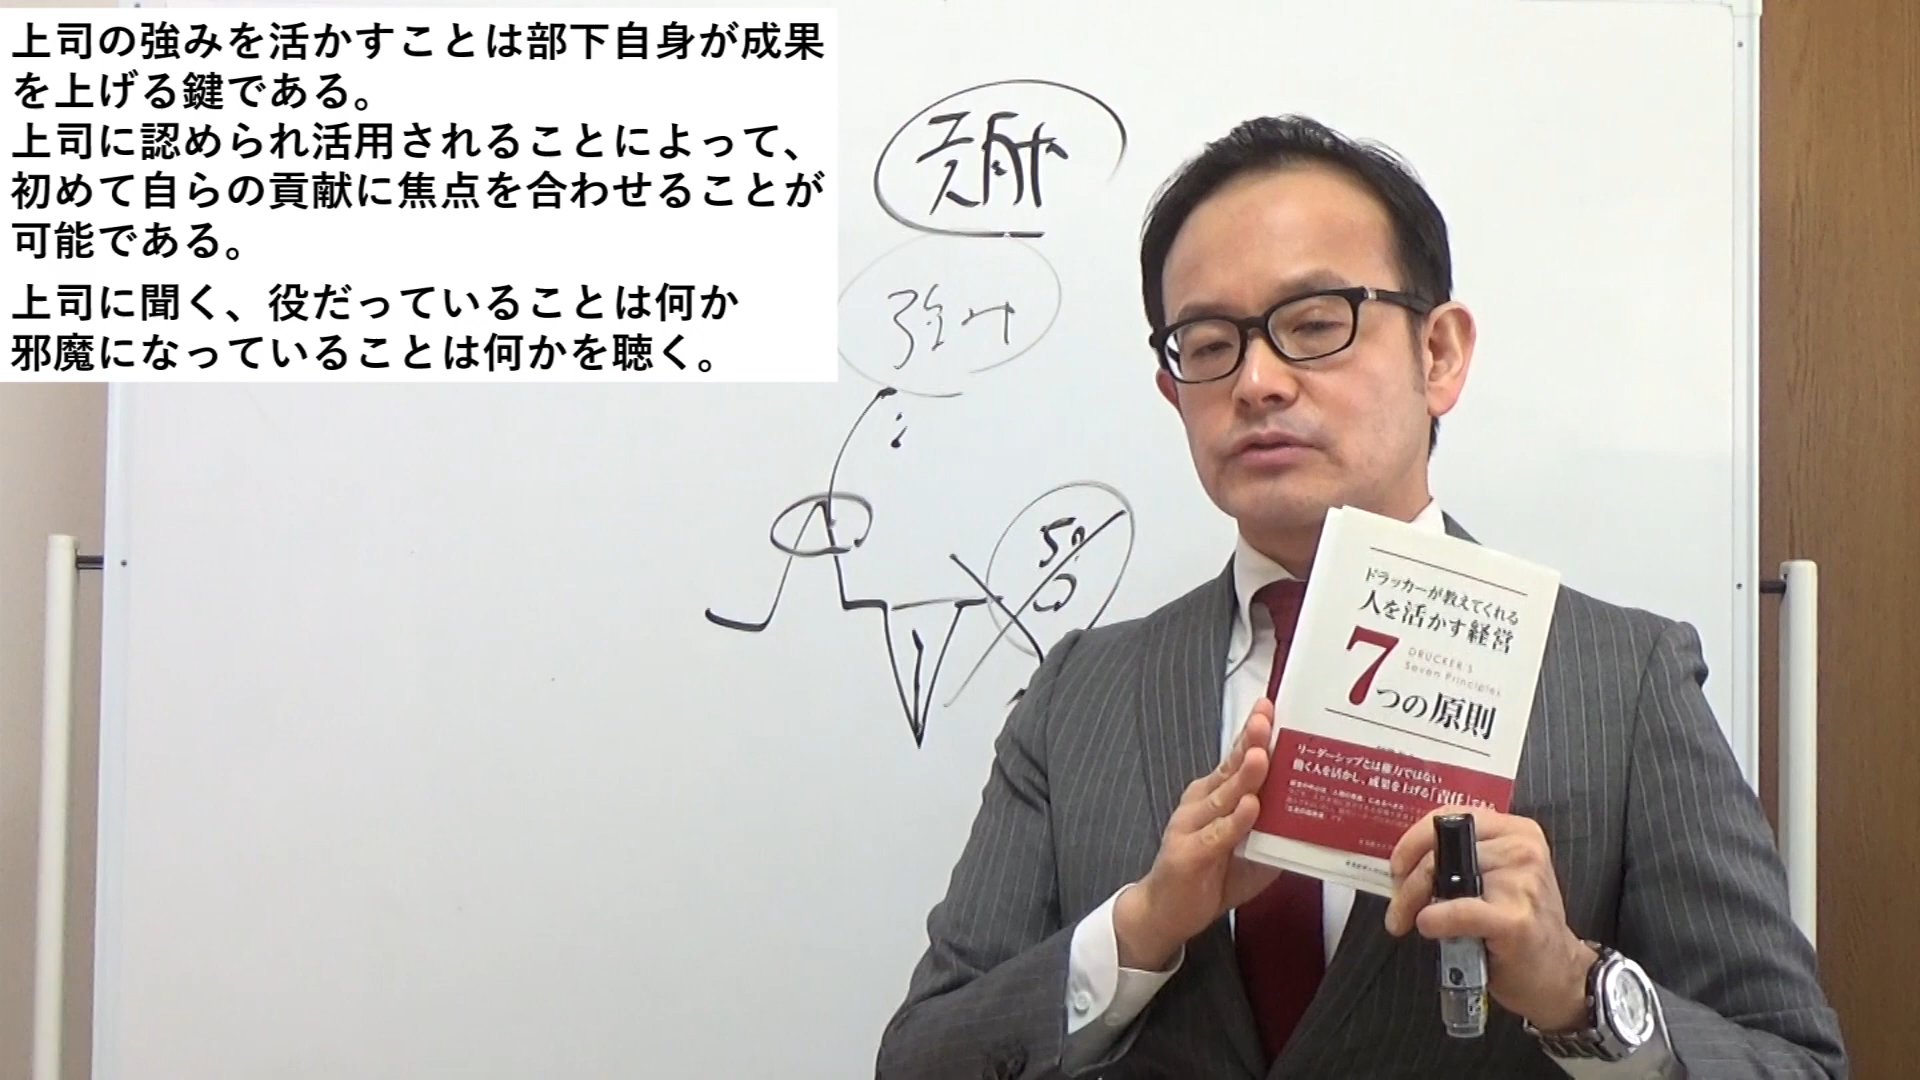 上司の強みを活かすことは部下自身が成果
を上げる鍵である。
上司に認められ活用されることによって、
初めて自らの貢献に焦点を合わせることが
可能である。
上司に聞く、役だっていることは何か
邪魔になっていることは何かを聴く。
強み
50
ドラッカーが教えてくれる
人を活かす経営
7つの原則
DRUCKER'S
Seven Principles
リーダーシップとは権力ではない
働く人を活かし、成果を上げる「責任」である